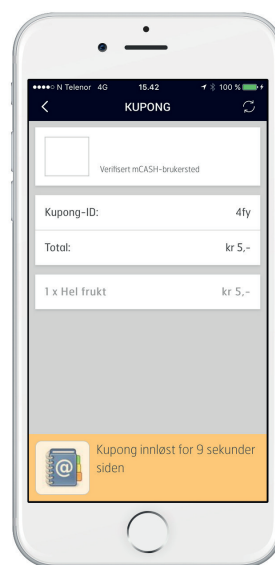 N Telenor 4G 15.42 100 %
KUPONG
Verifisert mCASH-brukersted
Kupong-ID: 4fy
Total: kr 5,-
1 x Hel frukt kr 5,-
@
Kupong innløst for 9 sekunder
siden